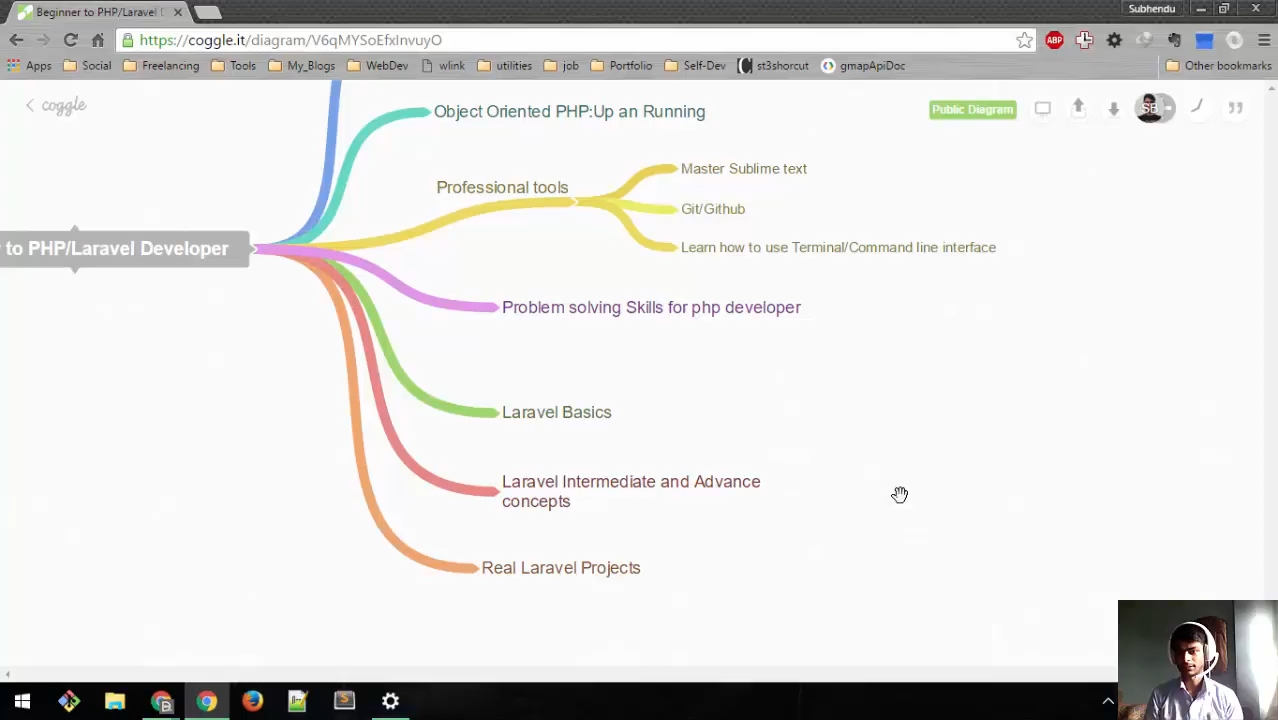 Beginner to PHP/Laravel D
Subhendu
https://coggle.it/diagram/V6qMYSoEfxInvuyO
ABP
Apps
Social
Freelancing
Tools
My_Blogs
WebDev
wlink
utilities
job
Portfolio
Self-Dev
st3shorcut
gmapApiDoc
Other bookmarks
coggle
Public Diagram
Object Oriented PHP:Up an Running
Professional tools
Master Sublime text
Git/Github
Learn how to use Terminal/Command line interface
r to PHP/Laravel Developer
Problem solving Skills for php developer
Laravel Basics
Laravel Intermediate and Advance
concepts
Real Laravel Projects